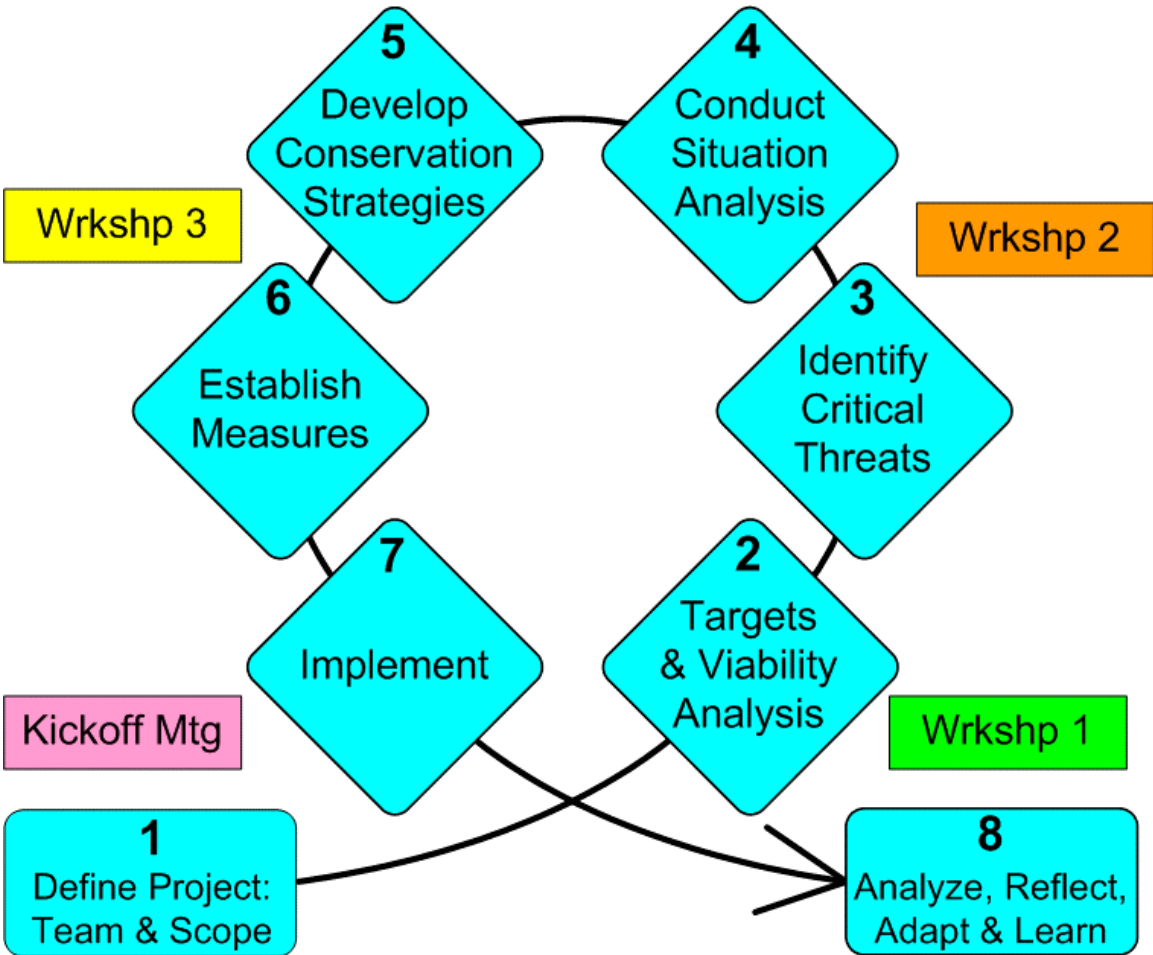 5
Develop
Conservation
Strategies
4
Conduct
Situation
Analysis
Wrkshp 3
Wrkshp 2
6
Establish
Measures
3
Identify
Critical
Threats
7
Implement
2
Targets
& Viability
Analysis
Kickoff Mtg
Wrkshp 1
1
Define Project:
Team & Scope
8
Analyze, Reflect,
Adapt & Learn